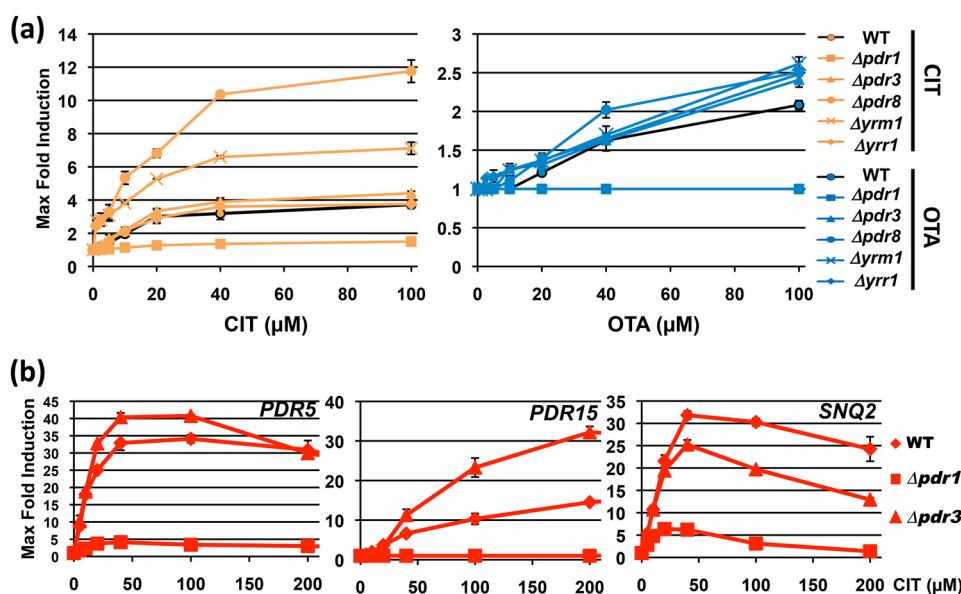 (a)
Max Fold Induction
14
12
10
8
6
4
2
0
0 20 40 60 80 100
CIT (µM)
3
2.5
2
1.5
1
0.5
0
0 20 40 60 80 100
OTA (µM)
WT
Δpdr1
Δpdr3
Δpdr8
Δyrm1
Δyrr1
CIT
WT
Δpdr1
Δpdr3
Δpdr8
Δyrm1
Δyrr1
OTA
(b)
Max Fold Induction
PDR5
45
40
35
30
25
20
15
10
5
0
0 50 100 150 200
PDR15
40
30
20
10
0
0 50 100 150 200
SNQ2
35
30
25
20
15
10
5
0
0 50 100 150 200
CIT (µM)
WT
Δpdr1
Δpdr3